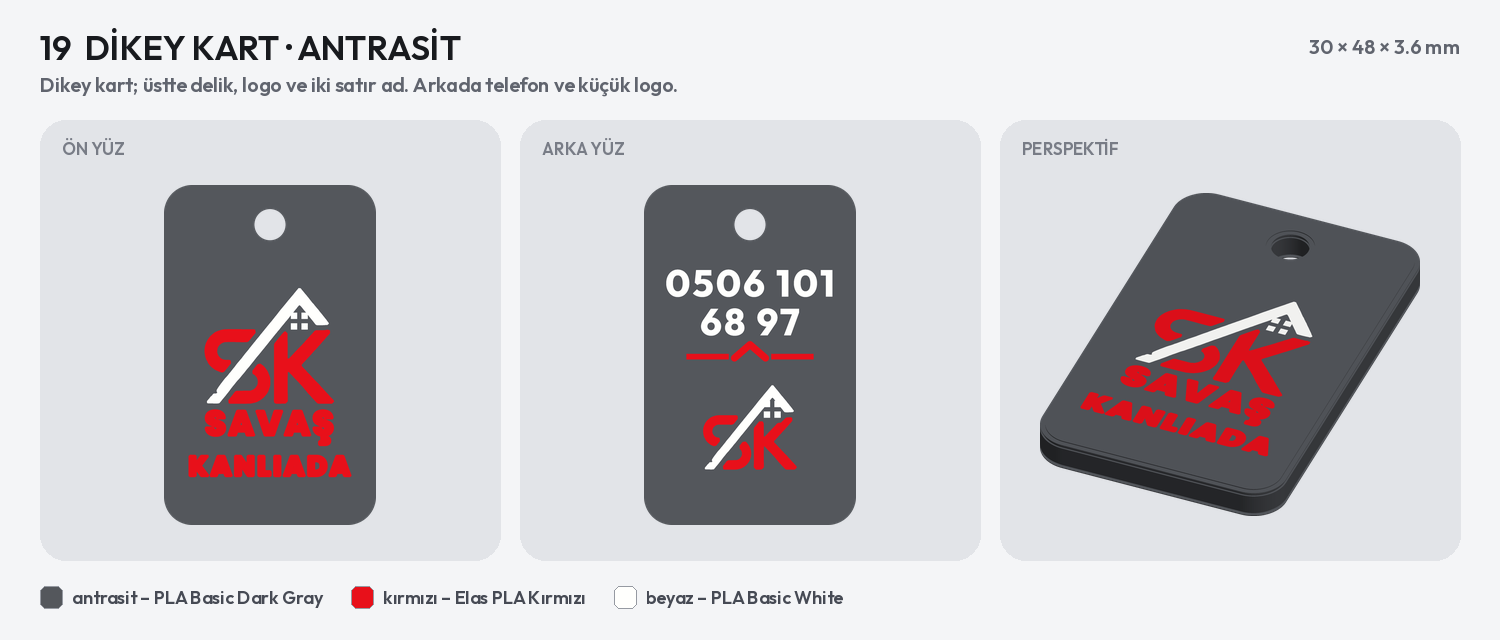 19 DİKEY KART · ANTRASİT
30 × 48 × 3.6 mm
Dikey kart; üstte delik, logo ve iki satır ad. Arkada telefon ve küçük logo.
ÖN YÜZ
SK
SAVAŞ
KANLIADA
ARKA YÜZ
0506 101
68 97
SK
PERSPEKTİF
SK
SAVAŞ
KANLIADA
antrasit – PLA Basic Dark Gray
kırmızı – Elas PLA Kırmızı
beyaz – PLA Basic White